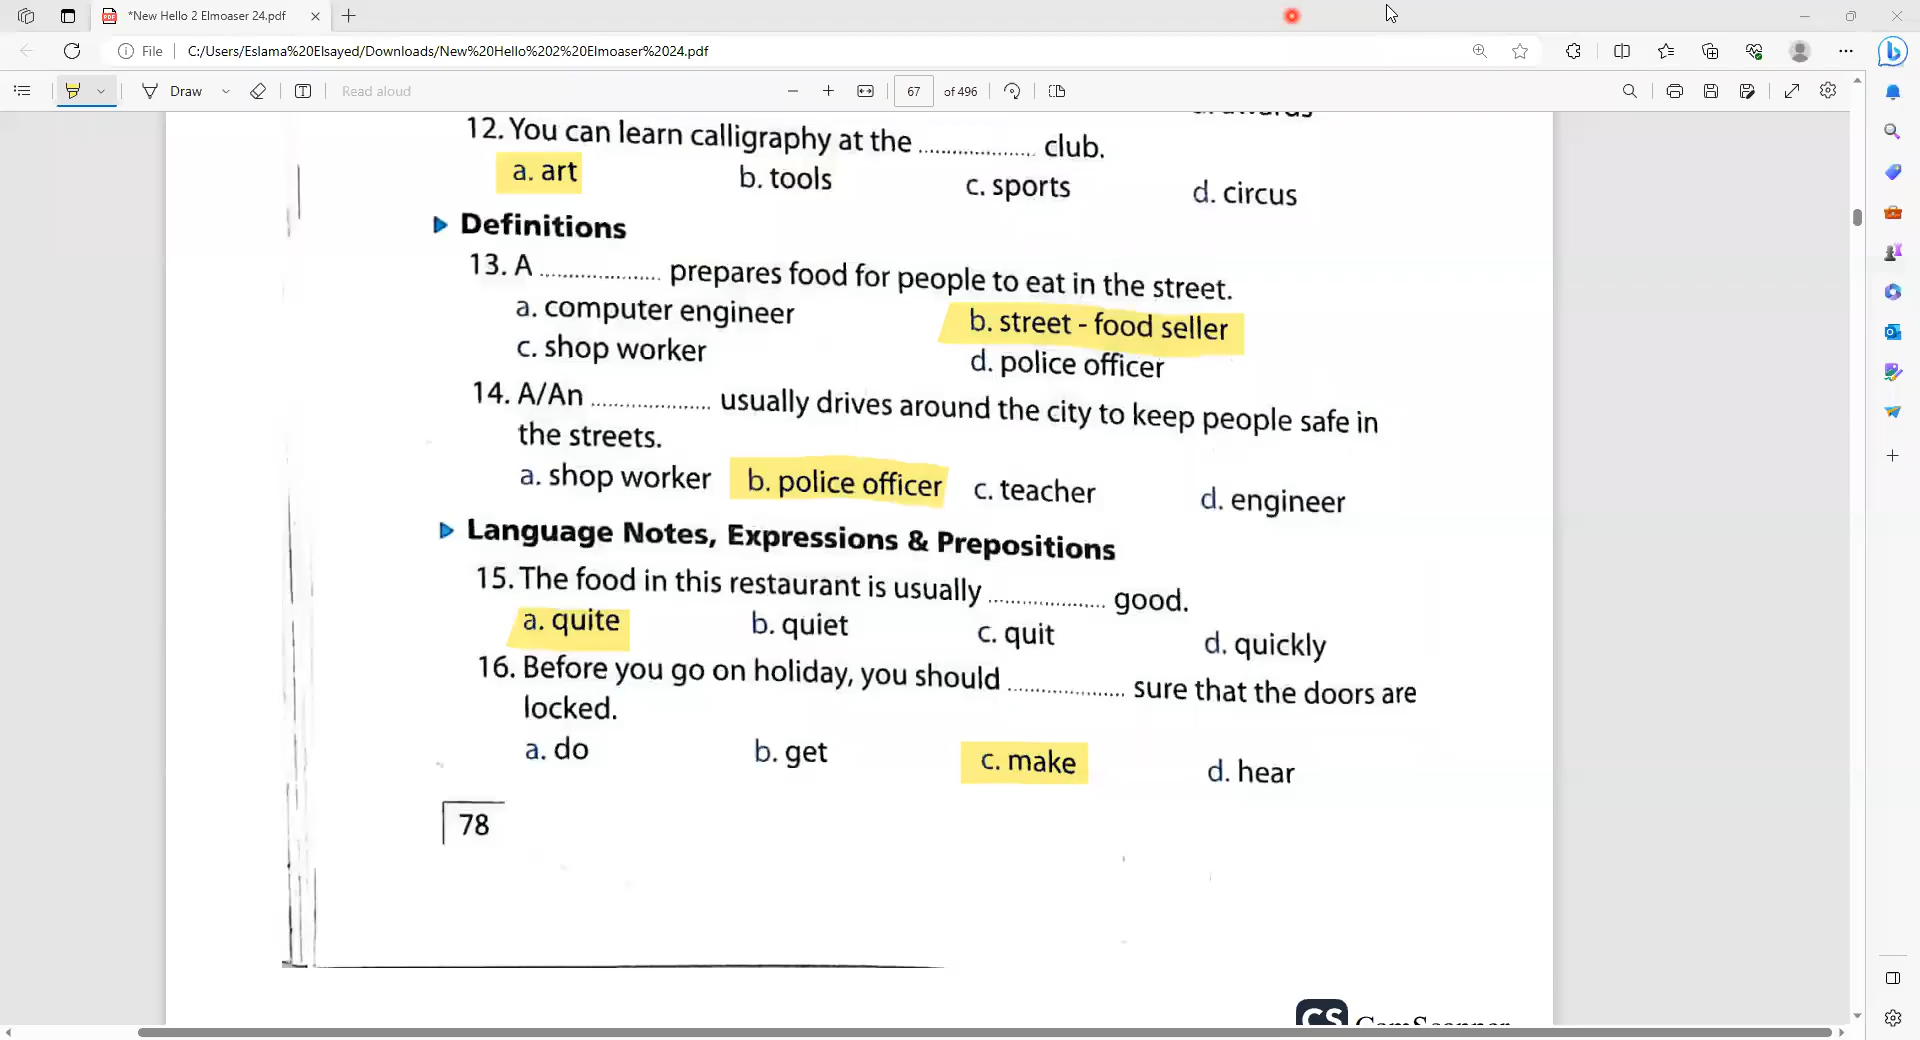 *New Hello 2 Elmoaser 24.pdf
File
C:/Users/Eslama%20Elsayed/Downloads/New%20Hello%202%20Elmoaser%2024.pdf
Draw
Read aloud
67
of 496
d. awards
12. You can learn calligraphy at the ................ club.
a. art b. tools c. sports d. circus
Definitions
13. A ................ prepares food for people to eat in the street.
a. computer engineer b. street - food seller
c. shop worker d. police officer
14. A/An ................ usually drives around the city to keep people safe in
the streets.
a. shop worker b. police officer c. teacher d. engineer
Language Notes, Expressions & Prepositions
15. The food in this restaurant is usually ................ good.
a. quite b. quiet c. quit d. quickly
16. Before you go on holiday, you should ................ sure that the doors are
locked.
a. do b. get c. make d. hear
78
CS CamScanner